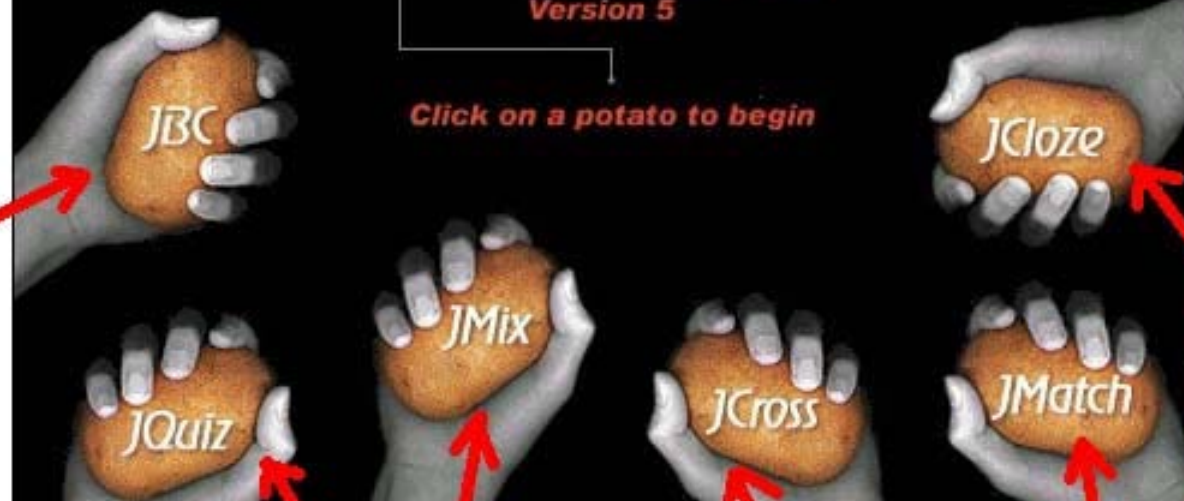 Version 5
Click on a potato to begin
JBC
JCloze
JMix
JQuiz
JCross
JMatch